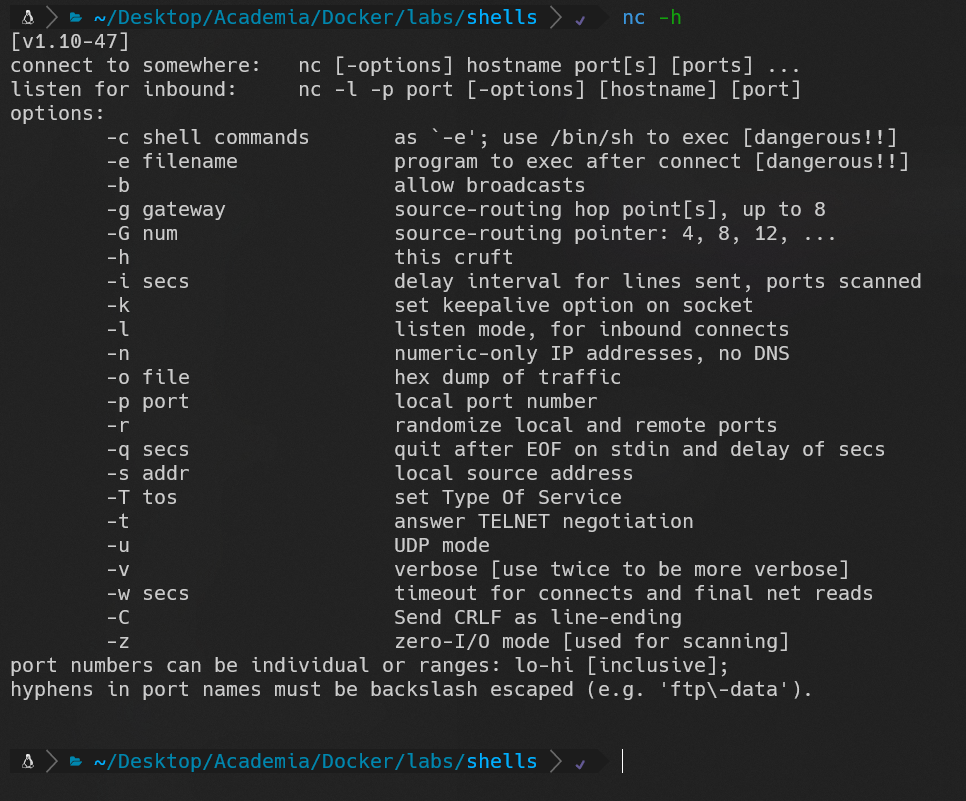 ~/Desktop/Academia/Docker/labs/shells nc -h
[v1.10-47]
connect to somewhere:   nc [-options] hostname port[s] [ports] ...
listen for inbound:     nc -l -p port [-options] [hostname] [port]
options:
        -c shell commands       as `-e'; use /bin/sh to exec [dangerous!!]
        -e filename             program to exec after connect [dangerous!!]
        -b                      allow broadcasts
        -g gateway              source-routing hop point[s], up to 8
        -G num                  source-routing pointer: 4, 8, 12, ...
        -h                      this cruft
        -i secs                 delay interval for lines sent, ports scanned
        -k                      set keepalive option on socket
        -l                      listen mode, for inbound connects
        -n                      numeric-only IP addresses, no DNS
        -o file                 hex dump of traffic
        -p port                 local port number
        -r                      randomize local and remote ports
        -q secs                 quit after EOF on stdin and delay of secs
        -s addr                 local source address
        -T tos                  set Type Of Service
        -t                      answer TELNET negotiation
        -u                      UDP mode
        -v                      verbose [use twice to be more verbose]
        -w secs                 timeout for connects and final net reads
        -C                      Send CRLF as line-ending
        -z                      zero-I/O mode [used for scanning]
port numbers can be individual or ranges: lo-hi [inclusive];
hyphens in port names must be backslash escaped (e.g. 'ftp\-data').
~/Desktop/Academia/Docker/labs/shells